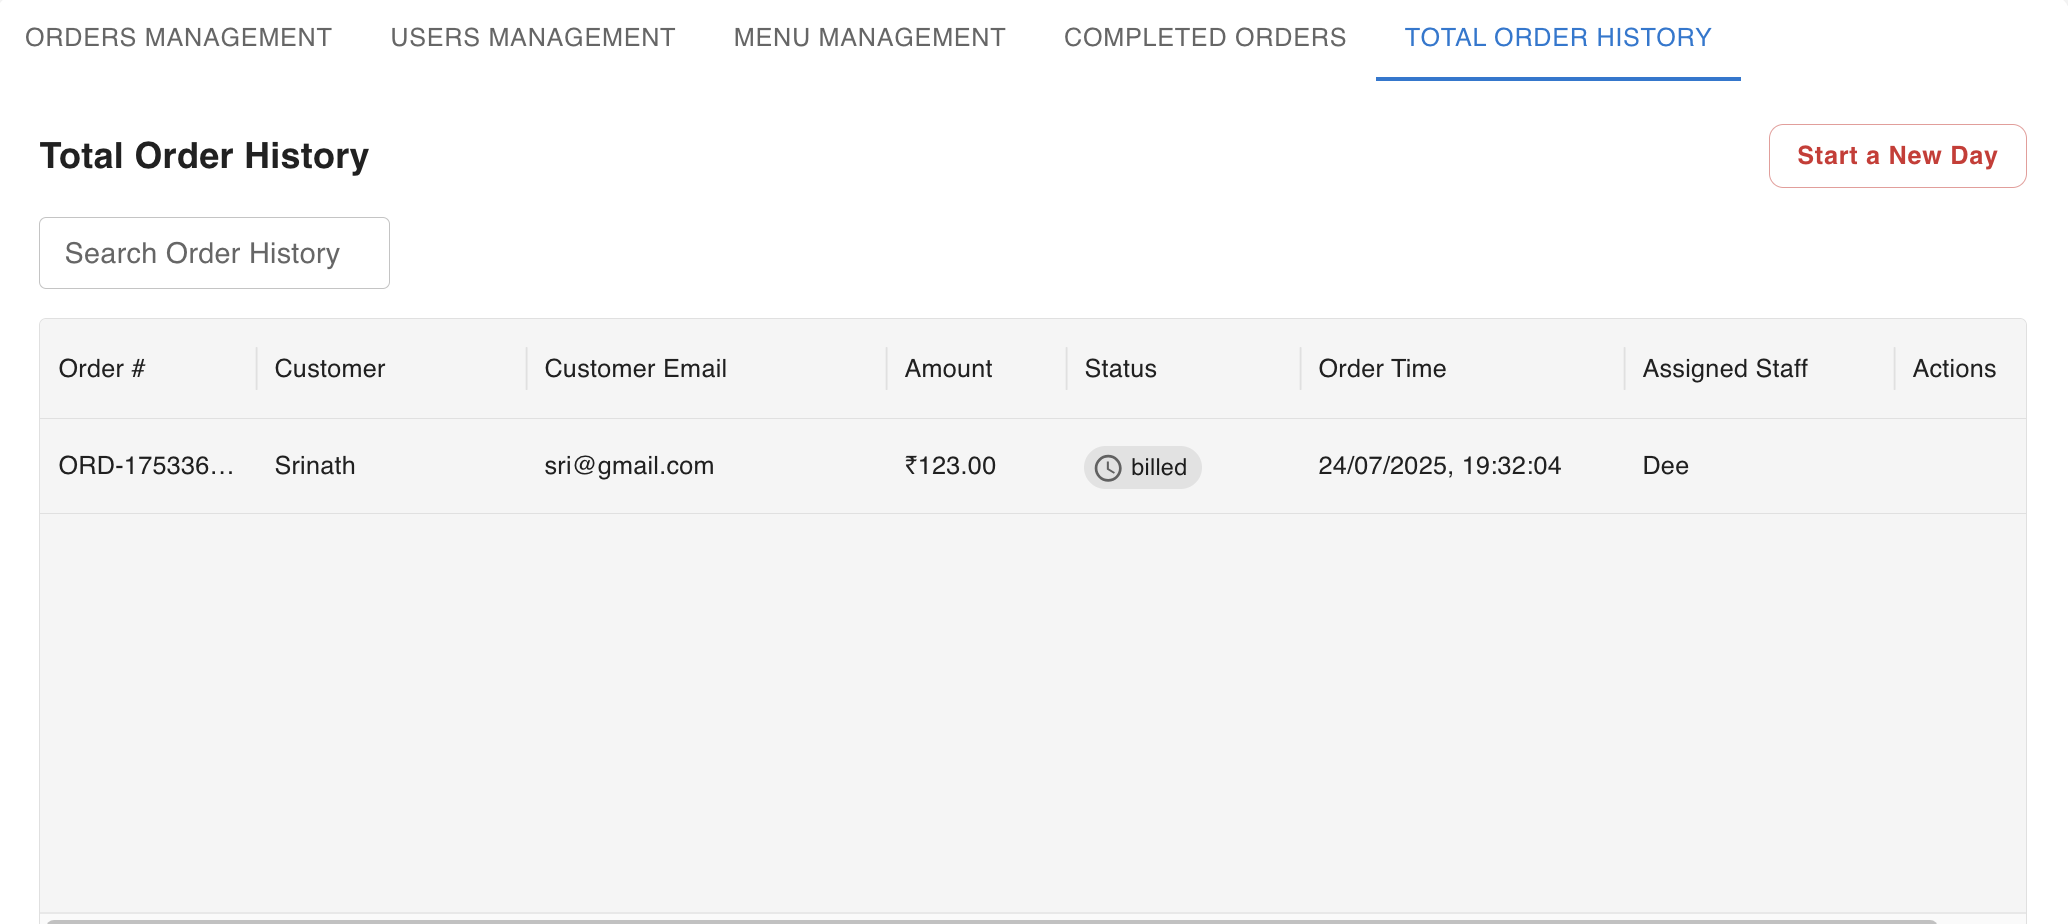 ORDERS MANAGEMENT USERS MANAGEMENT MENU MANAGEMENT COMPLETED ORDERS TOTAL ORDER HISTORY
Total Order History
Start a New Day
Search Order History
Order # Customer Customer Email Amount Status Order Time Assigned Staff Actions
ORD-175336... Srinath sri@gmail.com ₹123.00 billed 24/07/2025, 19:32:04 Dee